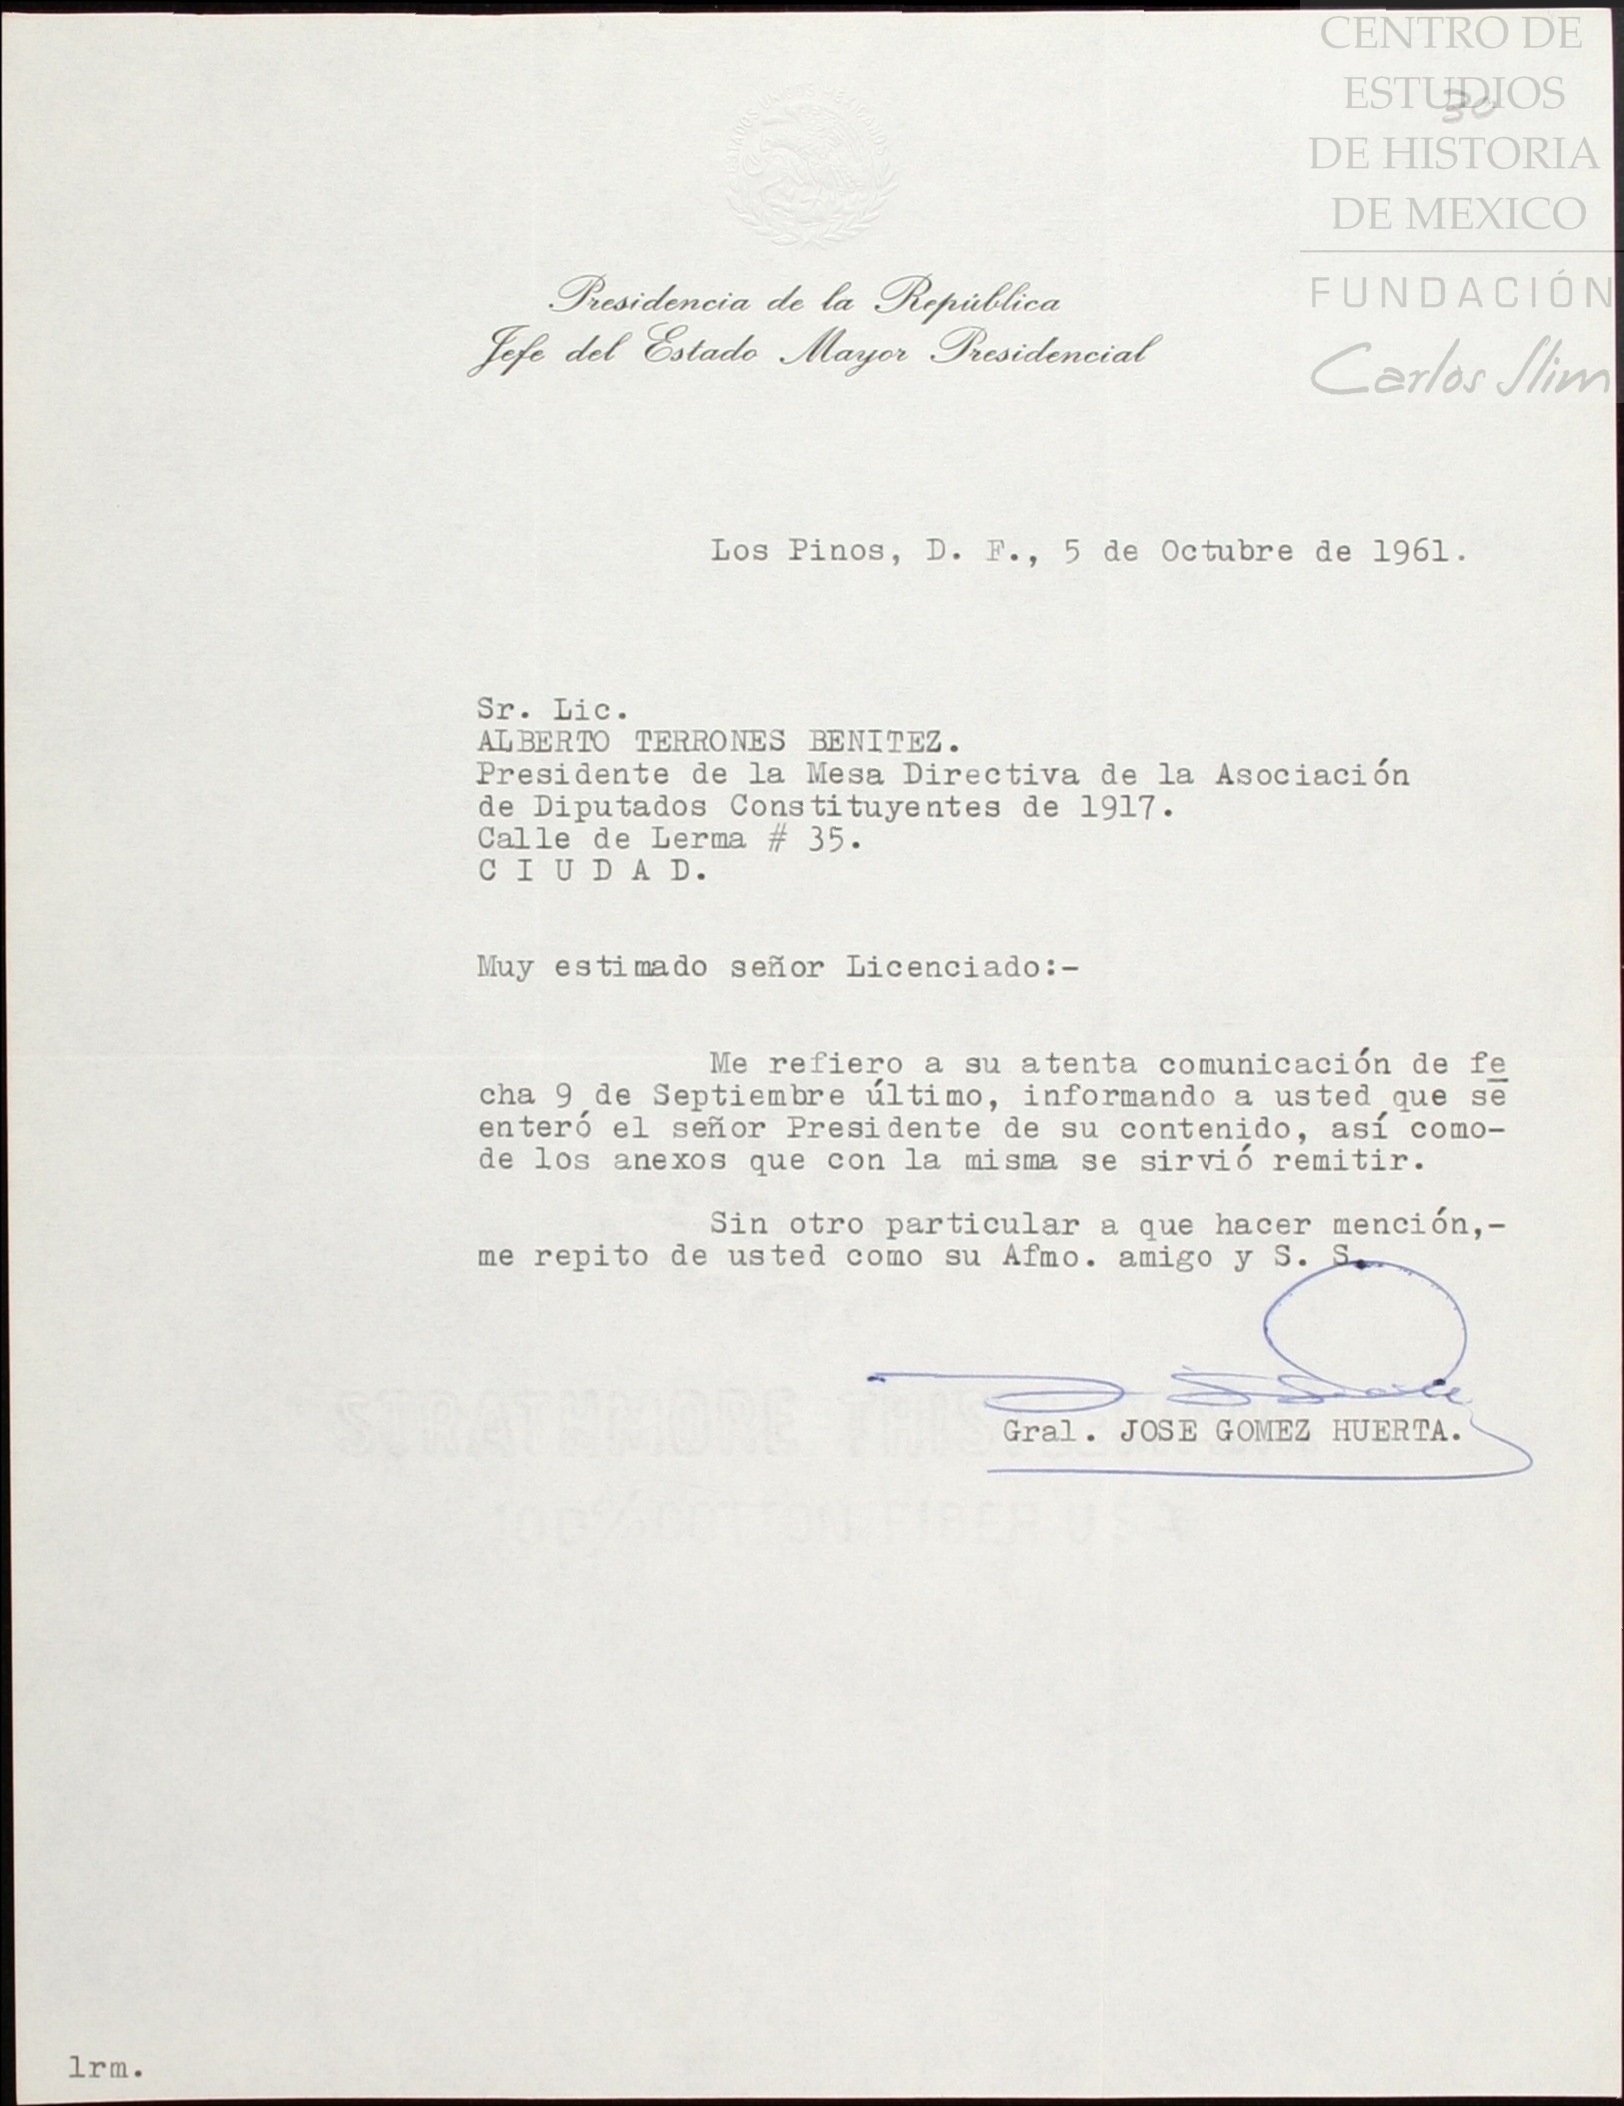 CENTRO DE
ESTUDIOS
DE HISTORIA
DE MEXICO
FUNDACIÓN
Carlos Slim
30
Presidencia de la República
Jefe del Estado Mayor Presidencial
Los Pinos, D. F., 5 de Octubre de 1961.
Sr. Lic.
ALBERTO TERRONES BENITEZ.
Presidente de la Mesa Directiva de la Asociación
de Diputados Constituyentes de 1917.
Calle de Lerma # 35.
C I U D A D.
Muy estimado señor Licenciado:-
Me refiero a su atenta comunicación de fe
cha 9 de Septiembre último, informando a usted que se
enteró el señor Presidente de su contenido, así como-
de los anexos que con la misma se sirvió remitir.
Sin otro particular a que hacer mención,-
me repito de usted como su Afmo. amigo y S. S.
Gral. JOSE GOMEZ HUERTA.
lrm.